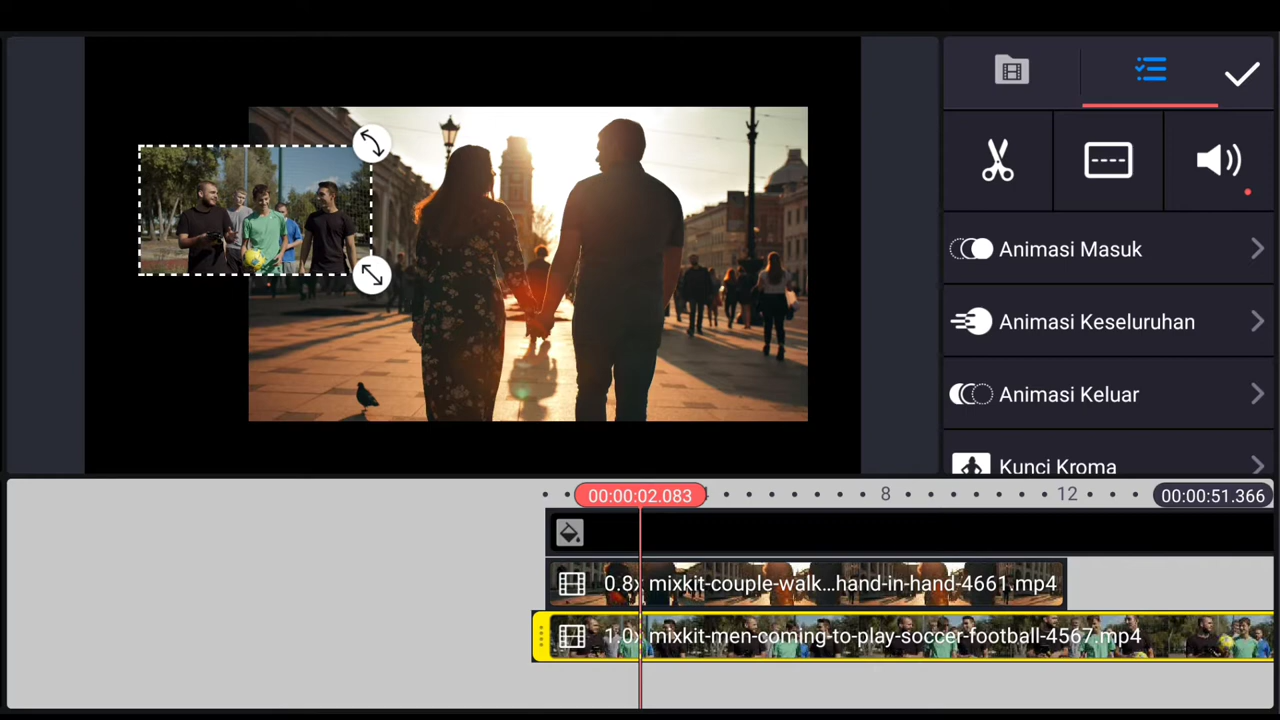 Animasi Masuk
Animasi Keseluruhan
Animasi Keluar
Kunci Kroma
00:00:02.083
8
12
00:00:51.366
0.8x mixkit-couple-walk...hand-in-hand-4661.mp4
1.0x mixkit-men-coming-to-play-soccer-football-4567.mp4